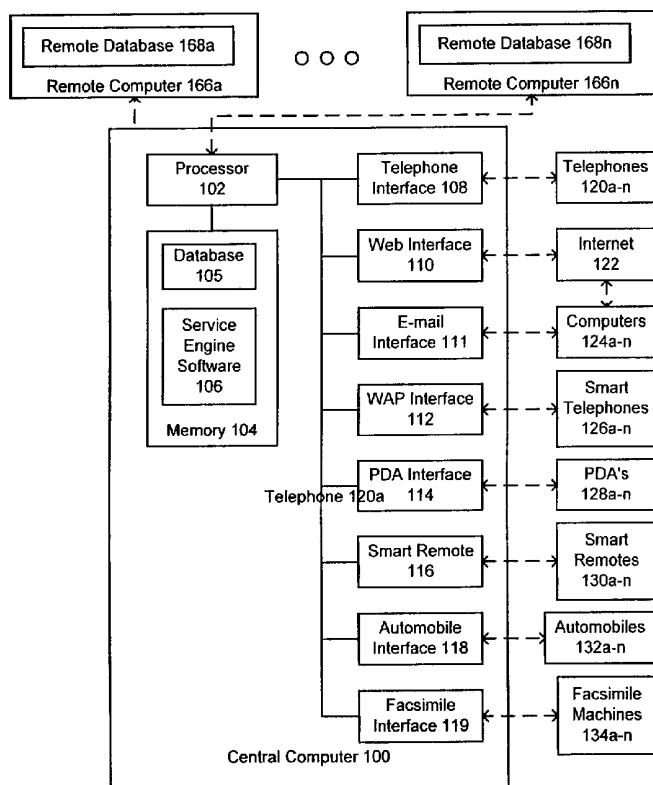 Remote Database 168a
Remote Computer 166a
Remote Database 168n
Remote Computer 166n
Processor
102
Database
105
Service
Engine
Software
106
Memory 104
Telephone
Interface 108
Telephones
120a-n
Web Interface
110
Internet
122
E-mail
Interface 111
Computers
124a-n
WAP Interface
112
Smart
Telephones
126a-n
PDA Interface
114
PDA's
128a-n
Telephone 120a
Smart Remote
116
Smart
Remotes
130a-n
Automobile
Interface 118
Automobiles
132a-n
Facsimile
Interface 119
Facsimile
Machines
134a-n
Central Computer 100